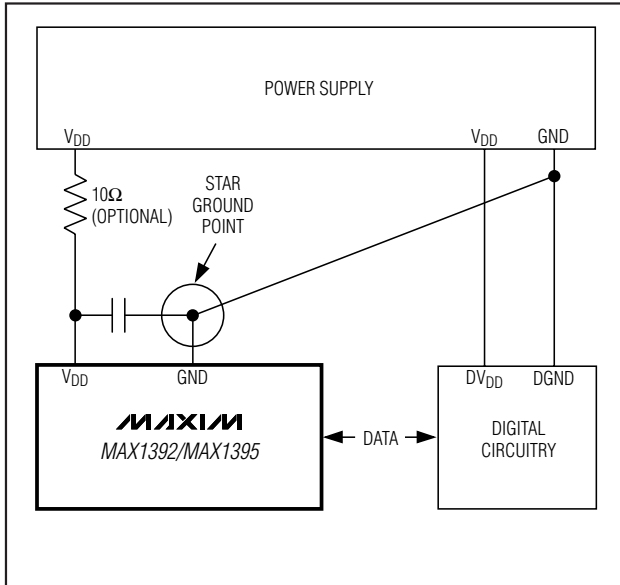 POWER SUPPLY
VDD
VDD
GND
10Ω
(OPTIONAL)
STAR
GROUND
POINT
VDD
GND
MAXIM
MAX1392/MAX1395
DATA
DVDD
DGND
DIGITAL
CIRCUITRY